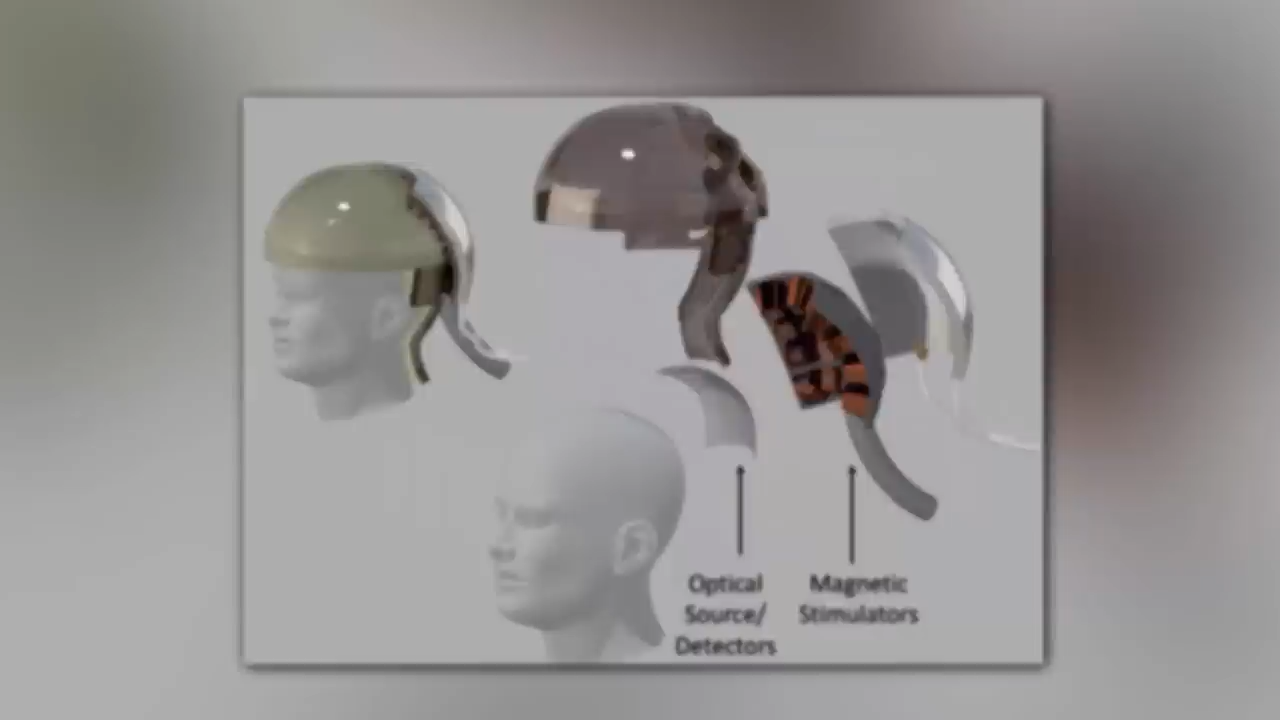 Optical
Source/
Detectors
Magnetic
Stimulators